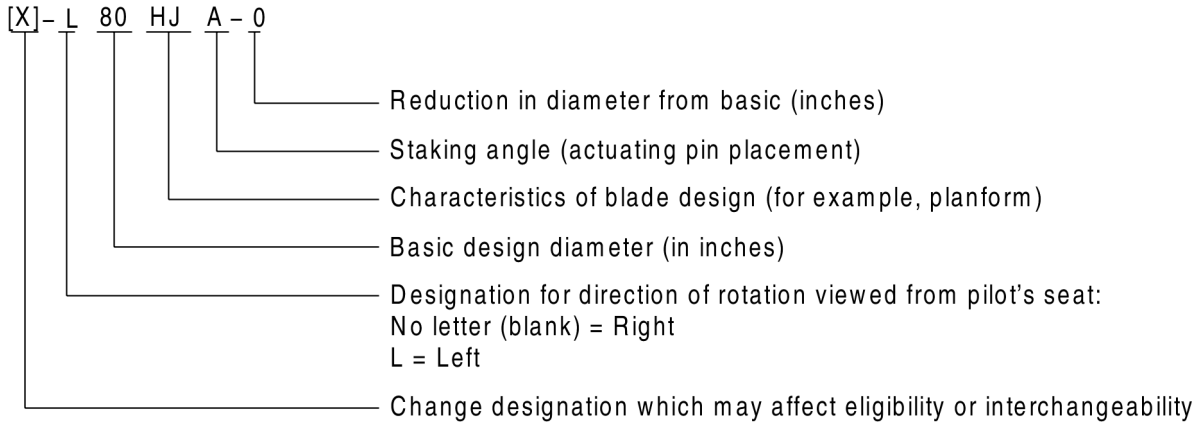 [X]- L 80 HJ A - 0
Reduction in diameter from basic (inches)
Staking angle (actuating pin placement)
Characteristics of blade design (for example, planform)
Basic design diameter (in inches)
Designation for direction of rotation viewed from pilot's seat:
No letter (blank) = Right
L = Left
Change designation which may affect eligibility or interchangeability